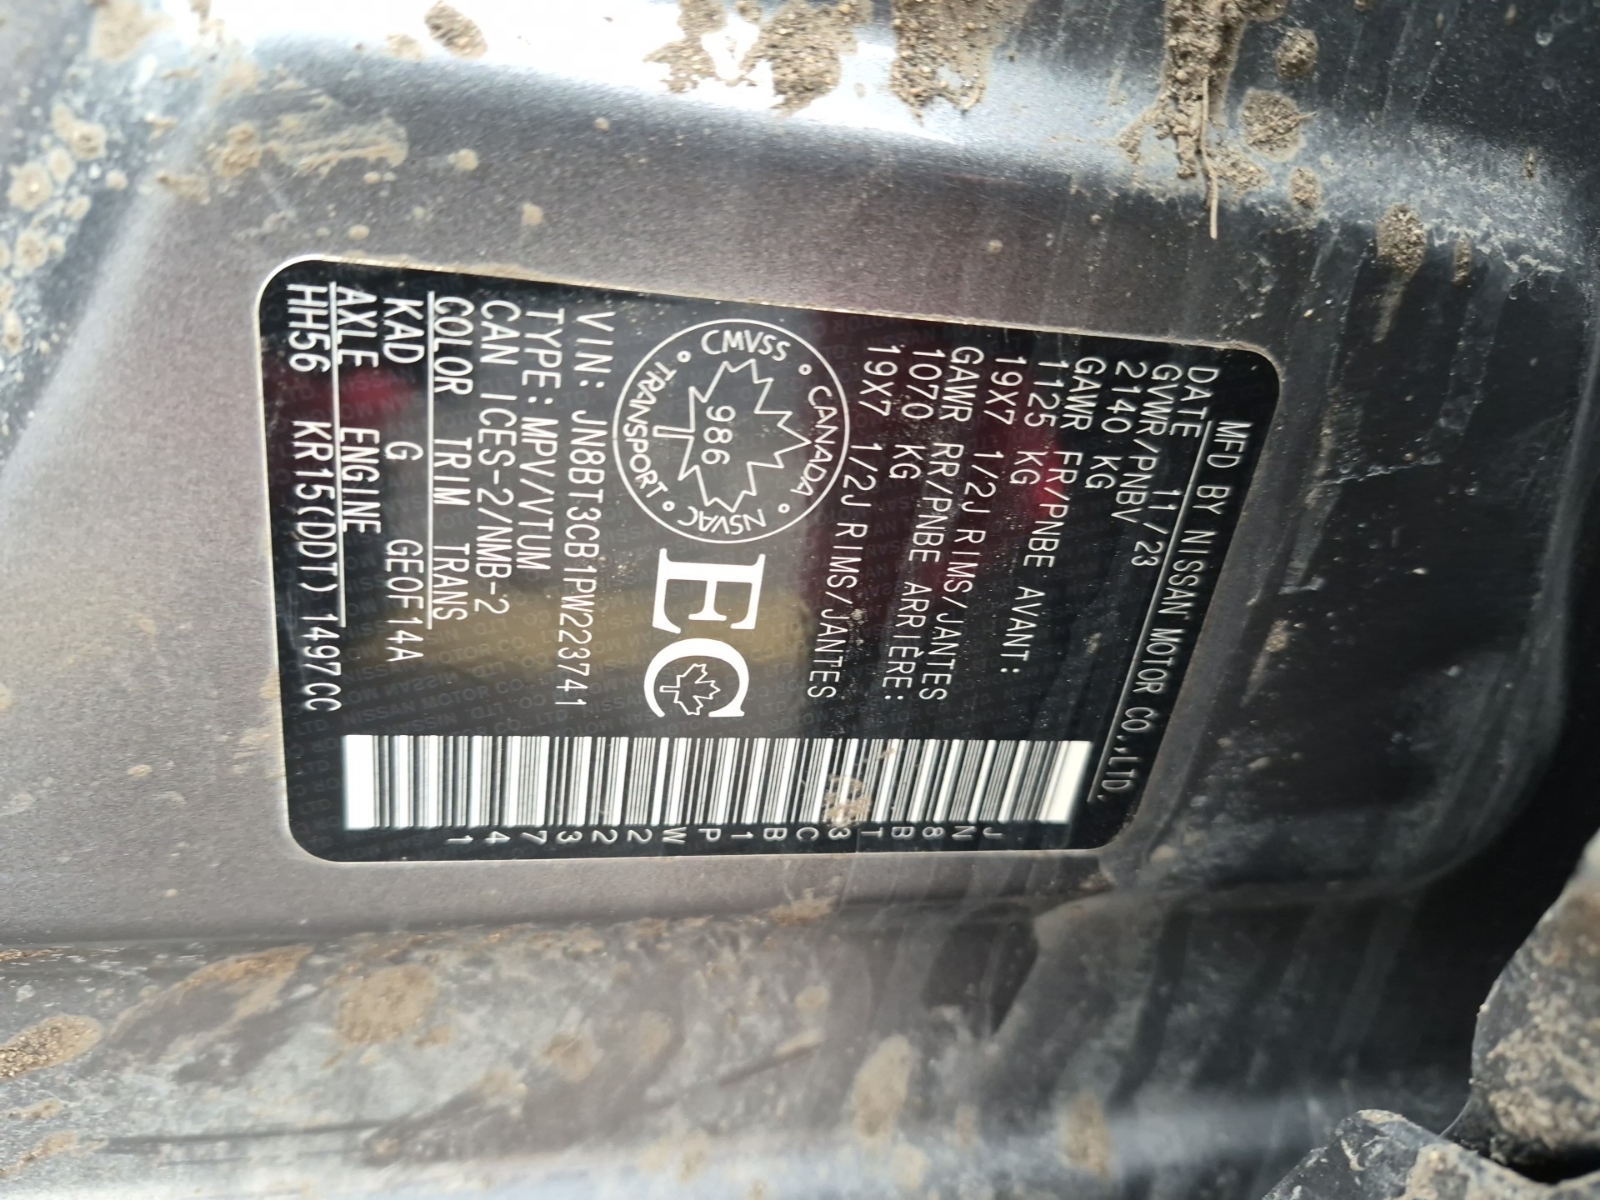 MFD BY NISSAN MOTOR CO.,LTD.
DATE 11/23
GVWR/PNBV
2140 KG
GAWR FR/PNBE AVANT:
1125 KG
19X7 1/2J RIMS/JANTES
GAWR RR/PNBE ARRIÈRE:
1070 KG
19X7 1/2J RIMS/JANTES
CANADA
CMVSS NSVAC
986
TRANSPORT
EC
VIN: JN8BT3CB1PW223741
TYPE:MPV/VTUM
CAN ICES-2/NMB-2
COLOR TRIM TRANS
KAD G GE0F14A
AXLE ENGINE
HH56 KR15(DDT) 1497CC
JN8BT3CB1PW223741